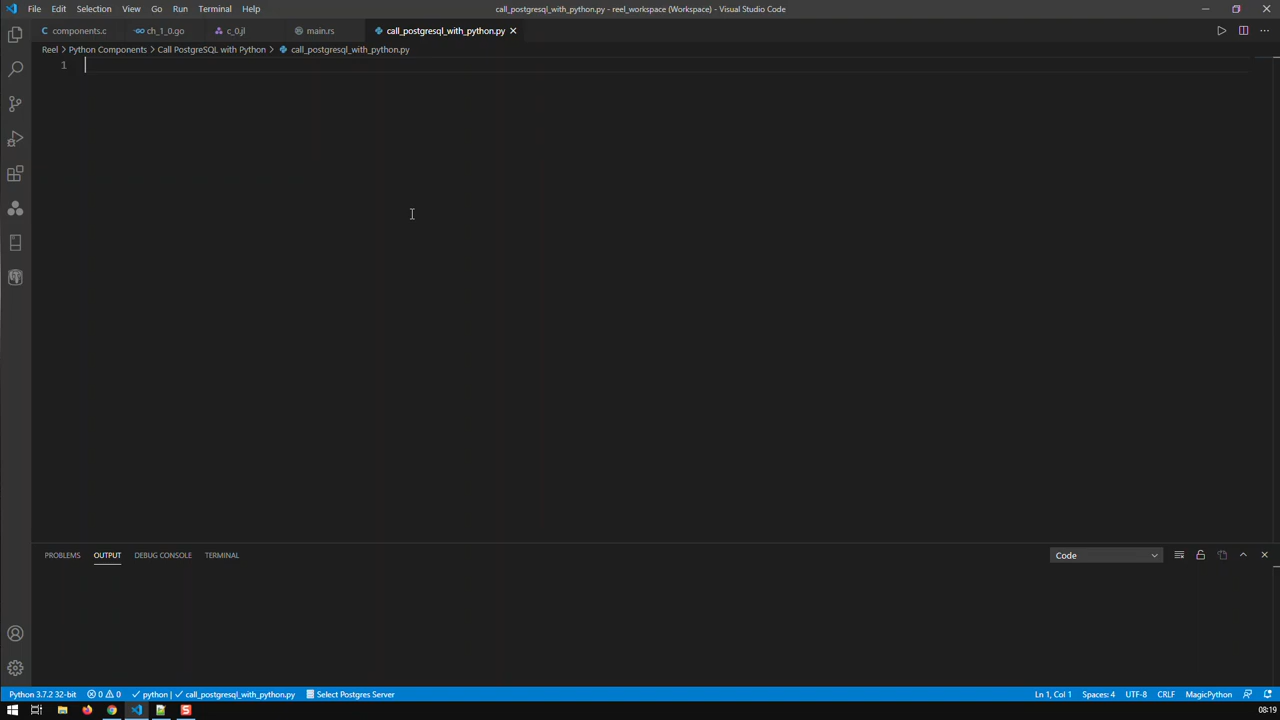 File Edit Selection View Go Run Terminal Help call_postgresql_with_python.py - reel_workspace (Workspace) - Visual Studio Code
components.c ch_1_0.go c_0.jl main.rs call_postgresql_with_python.py
Reel > Python Components > Call PostgreSQL with Python > call_postgresql_with_python.py
1
PROBLEMS OUTPUT DEBUG CONSOLE TERMINAL Code
Python 3.7.2 32-bit 0 0 python | call_postgresql_with_python.py Select Postgres Server Ln 1, Col 1 Spaces: 4 UTF-8 CRLF MagicPython
08:19